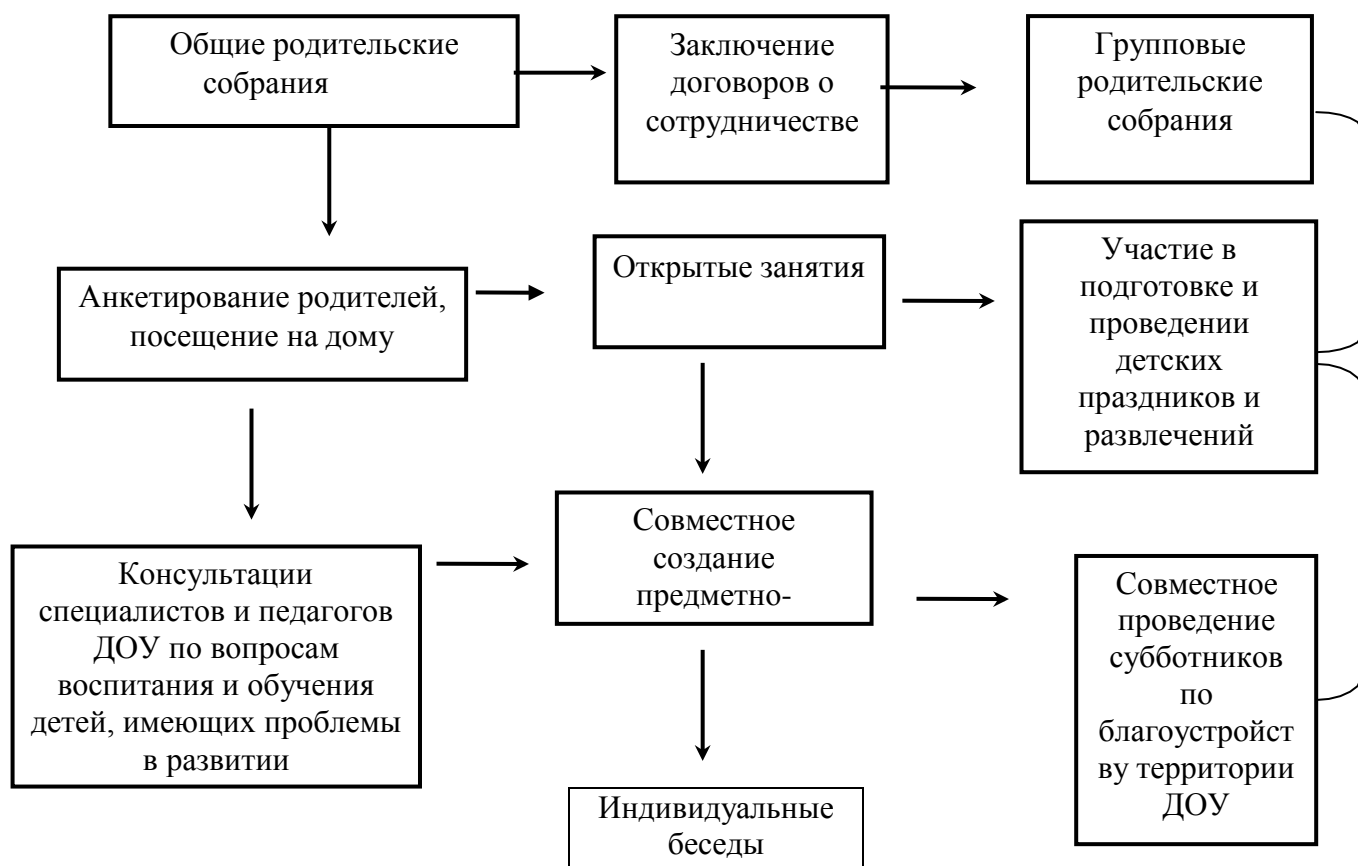 Общие родительские
собрания
Заключение
договоров о
сотрудничестве
Групповые
родительские
собрания
Анкетирование родителей,
посещение на дому
Открытые занятия
Участие в
подготовке и
проведении
детских
праздников и
развлечений
Консультации
специалистов и педагогов
ДОУ по вопросам
воспитания и обучения
детей, имеющих проблемы
в развитии
Совместное
создание
предметно-
Совместное
проведение
субботников
по
благоустройст
ву территории
ДОУ
Индивидуальные
беседы